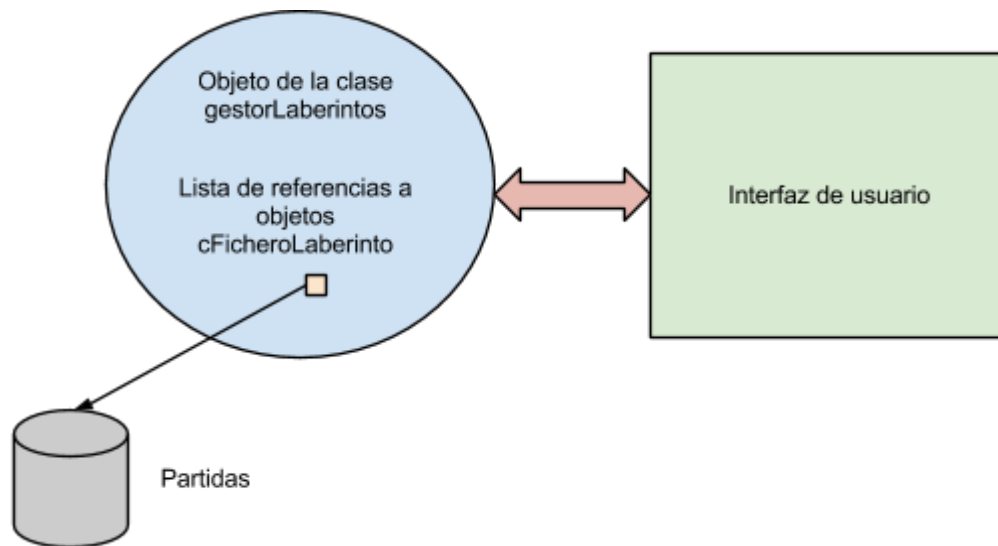 Objeto de la clase
gestorLaberintos
Lista de referencias a
objetos
cFicheroLaberinto
Interfaz de usuario
Partidas